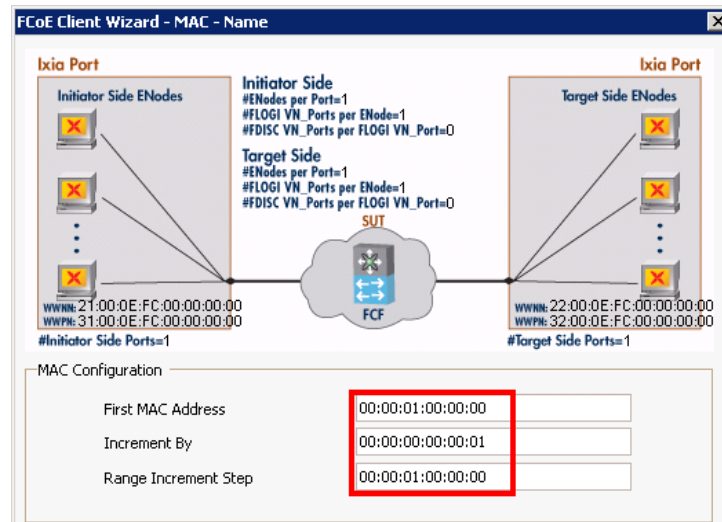 FCoE Client Wizard - MAC - Name
Ixia Port
Ixia Port
Initiator Side ENodes
Initiator Side
#ENodes per Port=1
#FLOGI VN_Ports per ENode=1
#FDISC VN_Ports per FLOGI VN_Port=0
Target Side
#ENodes per Port=1
#FLOGI VN_Ports per ENode=1
#FDISC VN_Ports per FLOGI VN_Port=0
Target Side ENodes
SUT
FCF
WWNN: 21:00:0E:FC:00:00:00:00
WWPN: 31:00:0E:FC:00:00:00:00
#Initiator Side Ports=1
WWNN: 22:00:0E:FC:00:00:00:00
WWPN: 32:00:0E:FC:00:00:00:00
#Target Side Ports=1
MAC Configuration
First MAC Address 00:00:01:00:00:00
Increment By 00:00:00:00:00:01
Range Increment Step 00:00:01:00:00:00